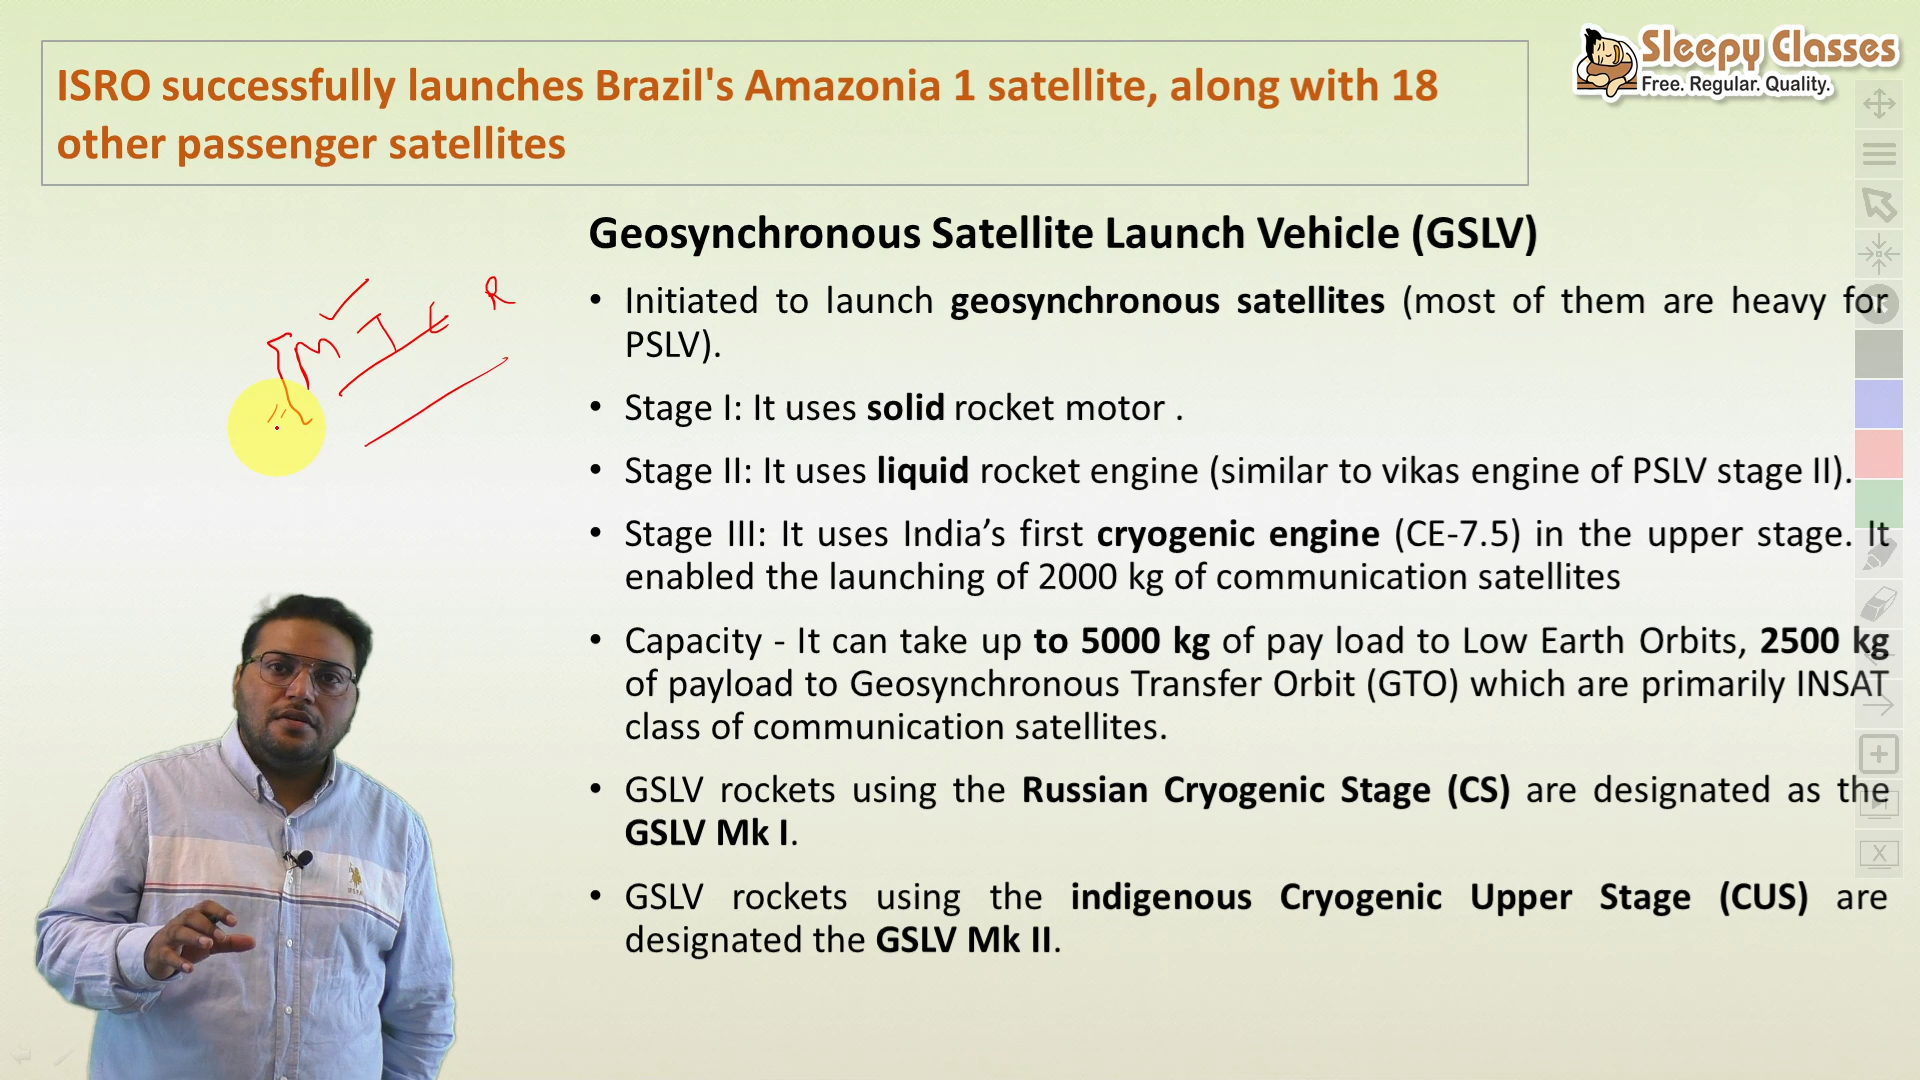 ISRO successfully launches Brazil's Amazonia 1 satellite, along with 18
other passenger satellites
Sleepy Classes
Free. Regular. Quality.
Geosynchronous Satellite Launch Vehicle (GSLV)
• Initiated to launch geosynchronous satellites (most of them are heavy for
PSLV).
• Stage I: It uses solid rocket motor .
• Stage II: It uses liquid rocket engine (similar to vikas engine of PSLV stage II).
• Stage III: It uses India’s first cryogenic engine (CE-7.5) in the upper stage. It
enabled the launching of 2000 kg of communication satellites
• Capacity - It can take up to 5000 kg of pay load to Low Earth Orbits, 2500 kg
of payload to Geosynchronous Transfer Orbit (GTO) which are primarily INSAT
class of communication satellites.
• GSLV rockets using the Russian Cryogenic Stage (CS) are designated as the
GSLV Mk I.
• GSLV rockets using the indigenous Cryogenic Upper Stage (CUS) are
designated the GSLV Mk II.